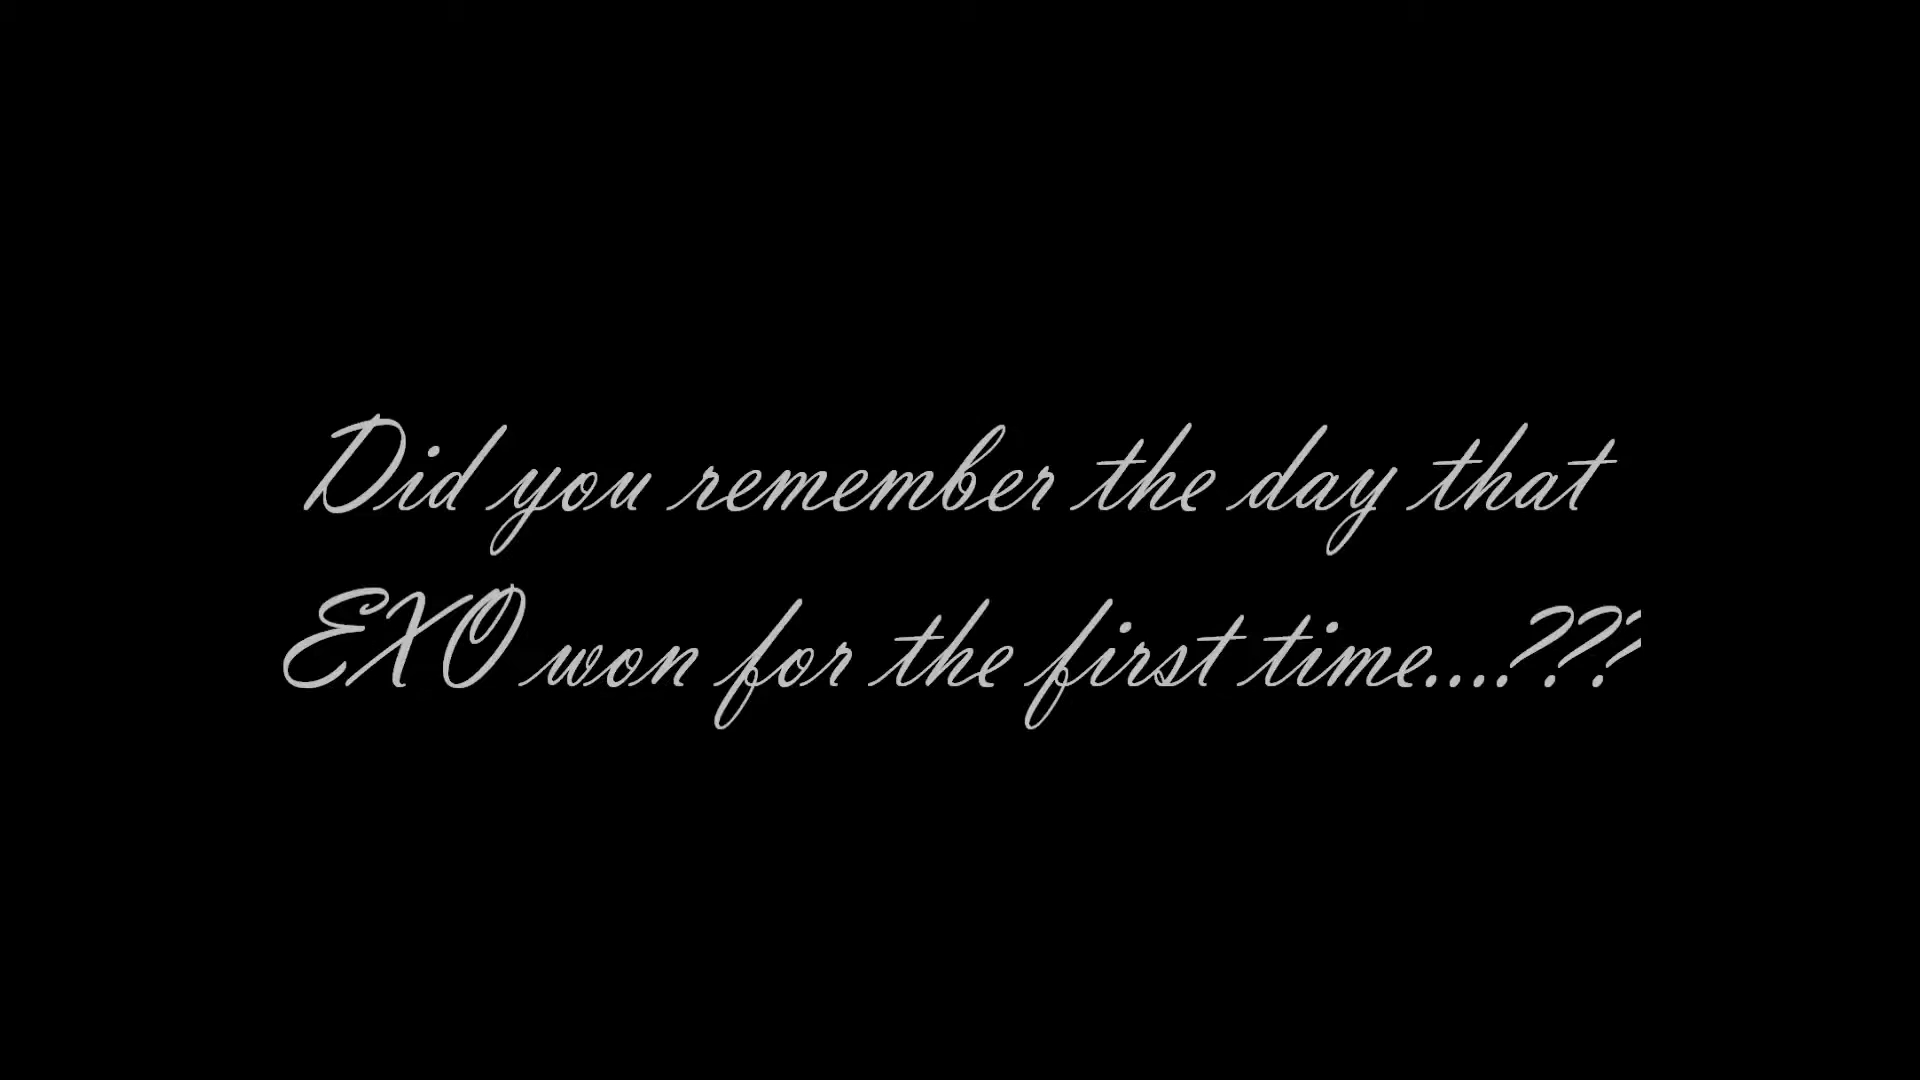 Did you remember the day that
EXO won for the first time....???